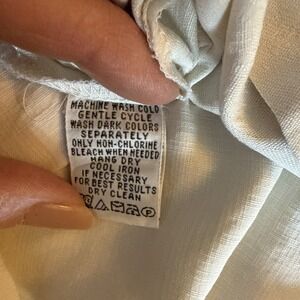 MACHINE WASH COLD
GENTLE CYCLE
WASH DARK COLORS
SEPARATELY
ONLY NON-CHLORINE
BLEACH WHEN NEEDED
HANG DRY
COOL IRON
IF NECESSARY
FOR BEST RESULTS
DRY CLEAN
P